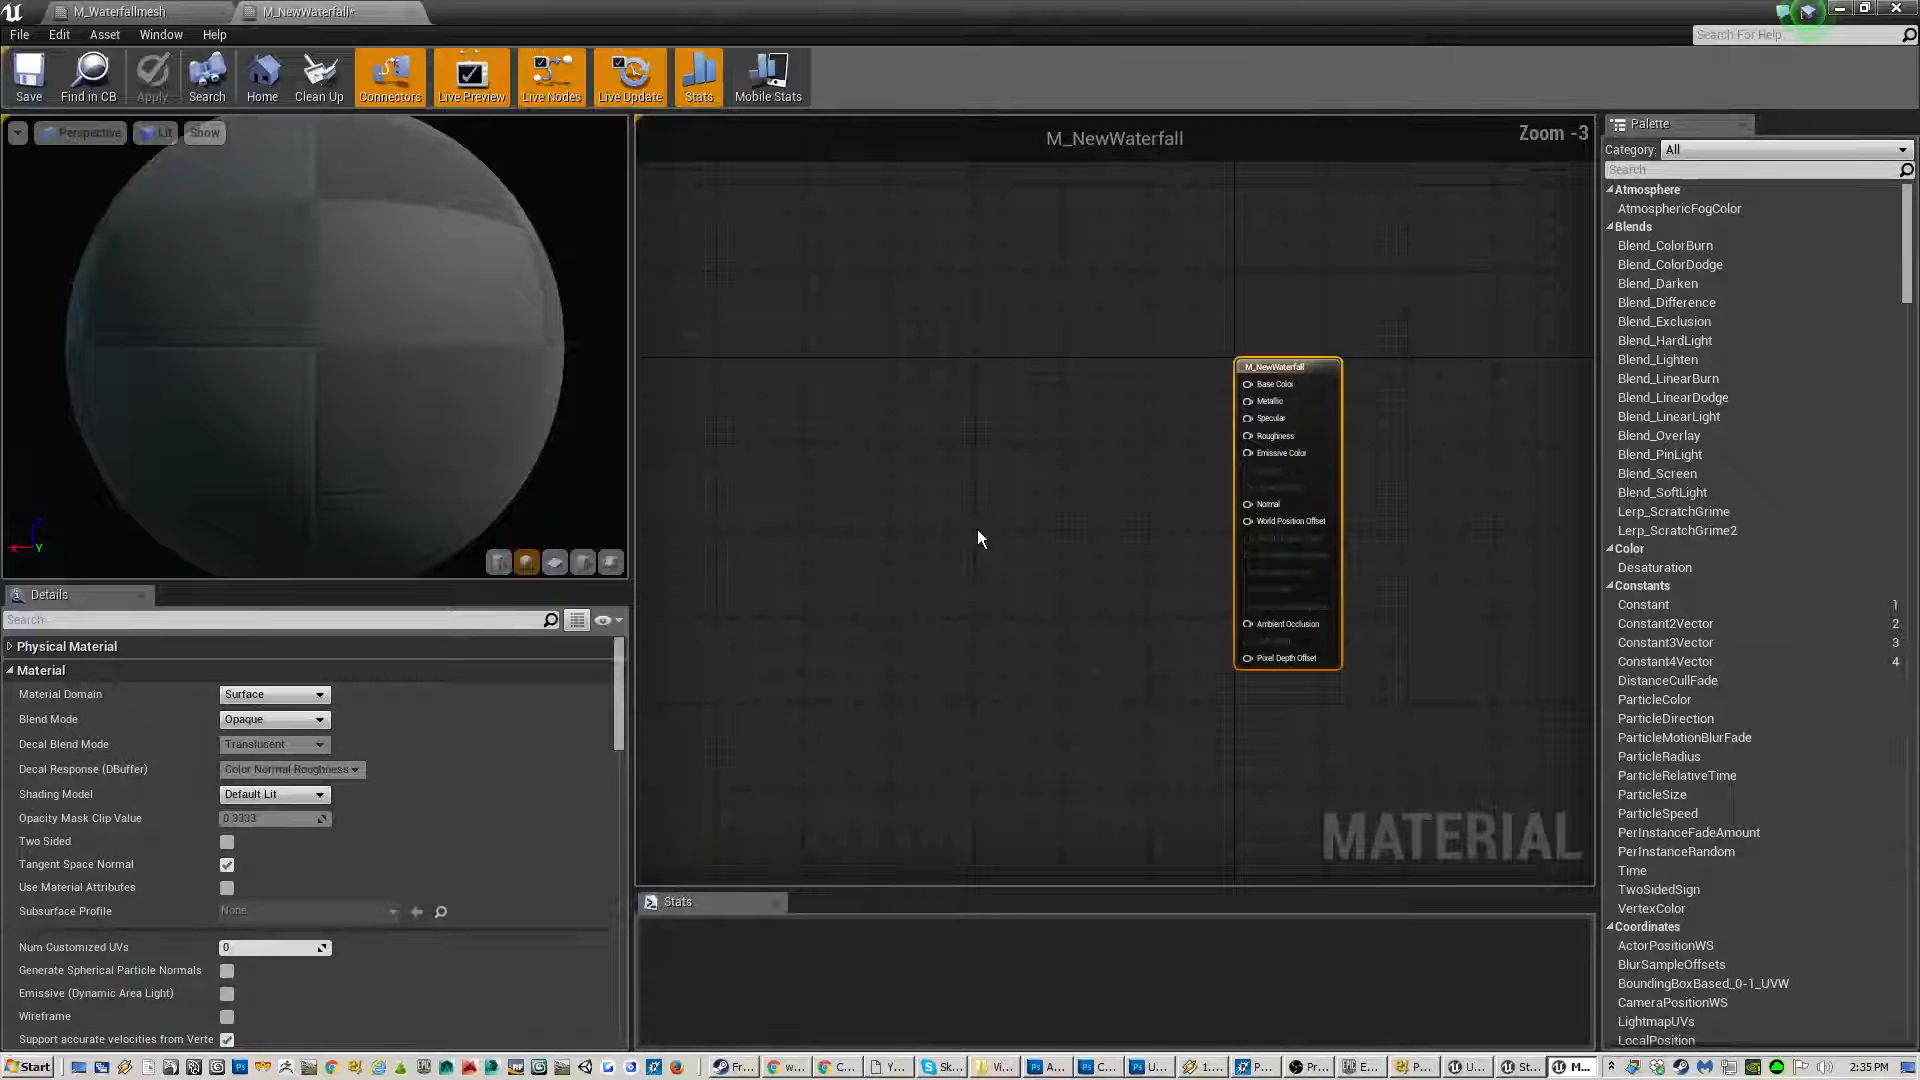 M_Waterfallmesh
M_NewWaterfall*
File Edit Asset Window Help
Search For Help
Save
Find in CB
Apply
Search
Home
Clean Up
Connectors
Live Preview
Live Nodes
Live Update
Stats
Mobile Stats
Perspective
Lit
Show
Z
Y
M_NewWaterfall
Zoom -3
M_NewWaterfall
Base Color
Metallic
Specular
Roughness
Emissive Color
Normal
World Position Offset
Ambient Occlusion
Pixel Depth Offset
MATERIAL
Stats
Details
Search
Physical Material
Material
Material Domain Surface
Blend Mode Opaque
Decal Blend Mode Translucent
Decal Response (DBuffer) Color Normal Roughness
Shading Model Default Lit
Opacity Mask Clip Value 0.3333
Two Sided
Tangent Space Normal
Use Material Attributes
Subsurface Profile None
Num Customized UVs 0
Generate Spherical Particle Normals
Emissive (Dynamic Area Light)
Wireframe
Support accurate velocities from Verte
Palette
Category: All
Search
Atmosphere
AtmosphericFogColor
Blends
Blend_ColorBurn
Blend_ColorDodge
Blend_Darken
Blend_Difference
Blend_Exclusion
Blend_HardLight
Blend_Lighten
Blend_LinearBurn
Blend_LinearDodge
Blend_LinearLight
Blend_Overlay
Blend_PinLight
Blend_Screen
Blend_SoftLight
Lerp_ScratchGrime
Lerp_ScratchGrime2
Color
Desaturation
Constants
Constant 1
Constant2Vector 2
Constant3Vector 3
Constant4Vector 4
DistanceCullFade
ParticleColor
ParticleDirection
ParticleMotionBlurFade
ParticleRadius
ParticleRelativeTime
ParticleSize
ParticleSpeed
PerInstanceFadeAmount
PerInstanceRandom
Time
TwoSidedSign
VertexColor
Coordinates
ActorPositionWS
BlurSampleOffsets
BoundingBoxBased_0-1_UVW
CameraPositionWS
LightmapUVs
LocalPosition
Start
Fr...
w...
C...
Y...
Sk...
Vi...
A...
C...
U...
1:...
P...
Pr...
E...
P...
U...
St...
M...
2:35 PM